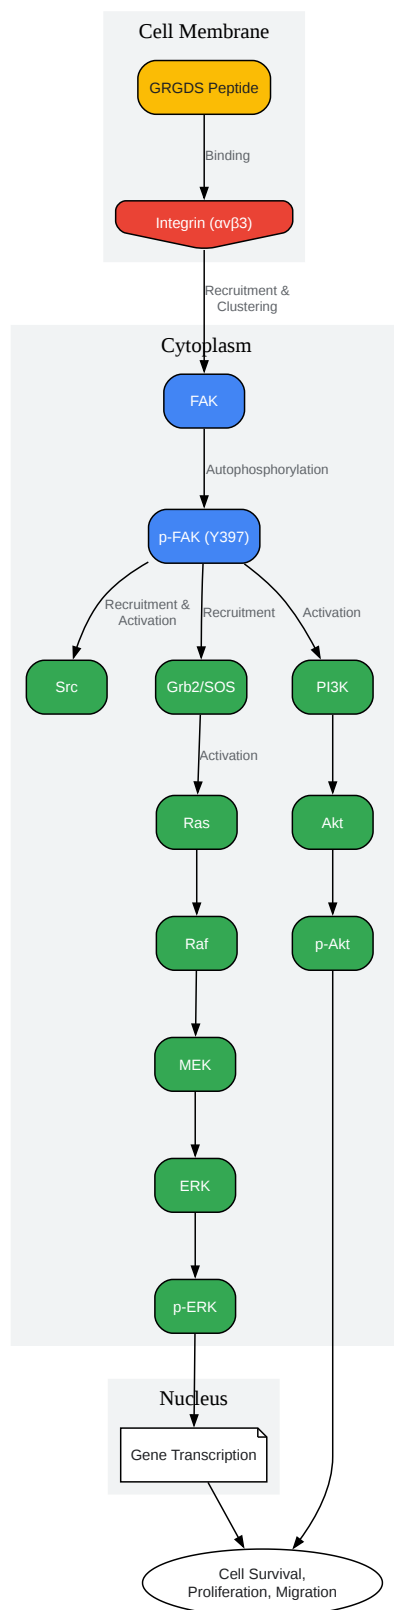 Cell Membrane
GRGDS Peptide
Binding
Integrin (αvβ3)
Recruitment &
Clustering
Cytoplasm
FAK
Autophosphorylation
p-FAK (Y397)
Recruitment &
Activation
Recruitment
Activation
Src
Grb2/SOS
PI3K
Activation
Ras
Akt
Raf
p-Akt
MEK
ERK
p-ERK
Nucleus
Gene Transcription
Cell Survival,
Proliferation, Migration